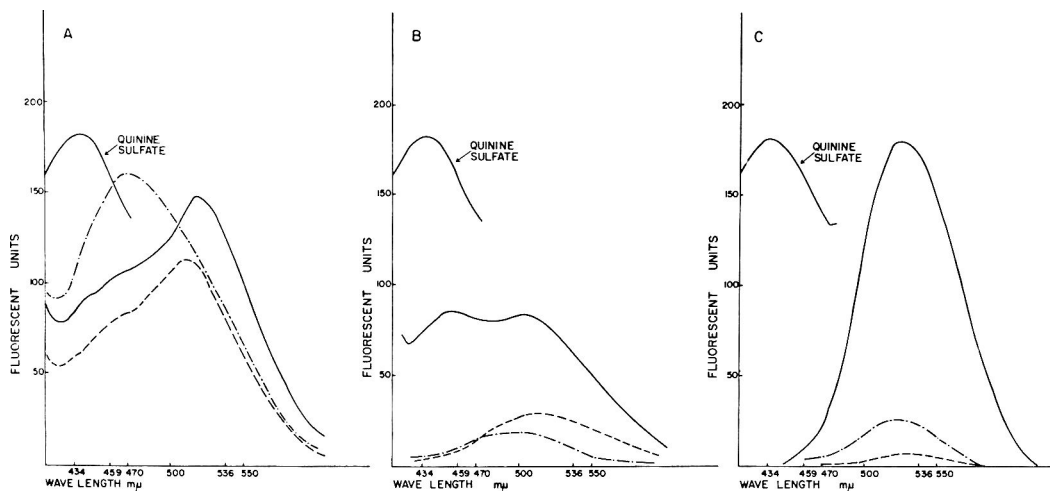 A
FLUORESCENT UNITS
200
150
100
50
QUININE
SULFATE
434 459 470 500 536 550
WAVE LENGTH mμ
B
FLUORESCENT UNITS
200
150
100
50
QUININE
SULFATE
434 459 470 500 536 550
WAVE LENGTH mμ
C
FLUORESCENT UNITS
200
150
100
50
QUININE
SULFATE
434 459 470 500 536 550
WAVE LENGTH mμ